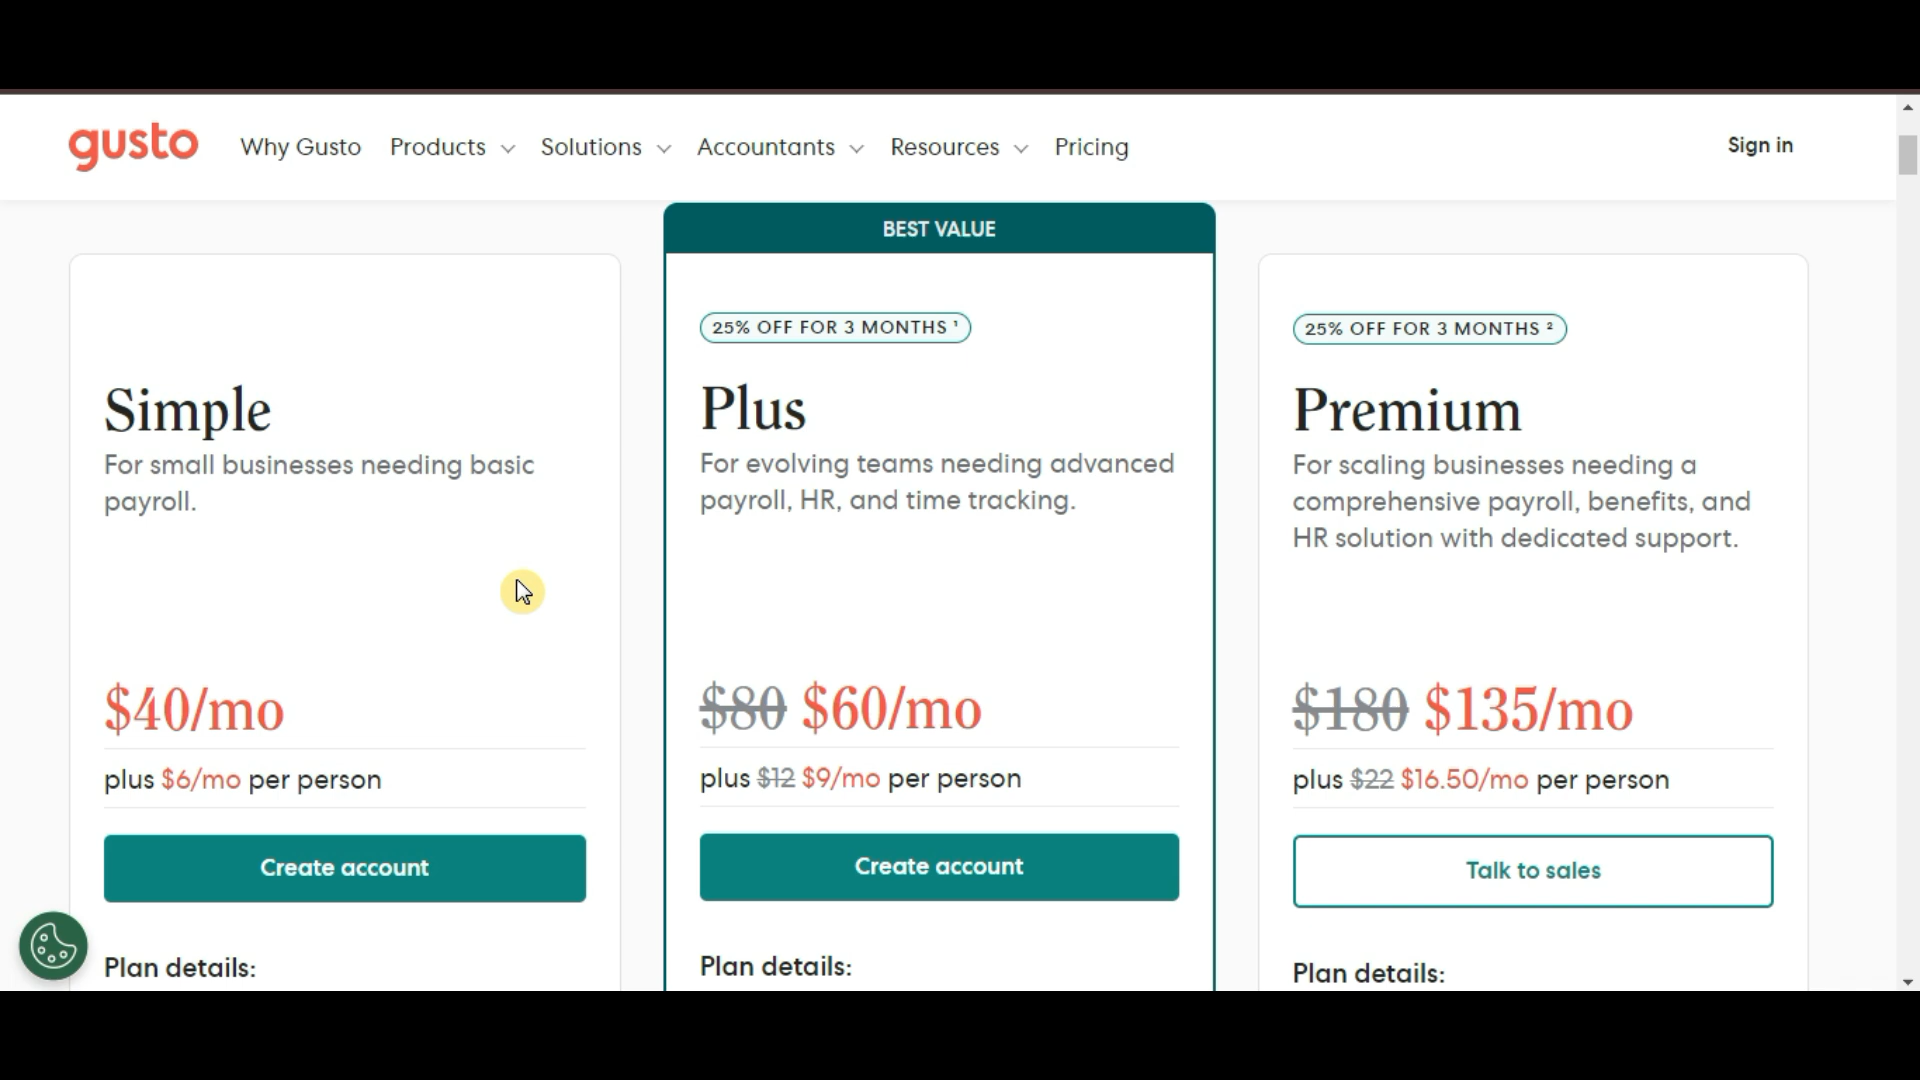 gusto
Why Gusto Products Solutions Accountants Resources Pricing
Sign in
Simple
For small businesses needing basic
payroll.
$40/mo
plus $6/mo per person
Create account
Plan details:
BEST VALUE
25% OFF FOR 3 MONTHS ¹
Plus
For evolving teams needing advanced
payroll, HR, and time tracking.
$80 $60/mo
plus $12 $9/mo per person
Create account
Plan details:
25% OFF FOR 3 MONTHS ²
Premium
For scaling businesses needing a
comprehensive payroll, benefits, and
HR solution with dedicated support.
$180 $135/mo
plus $22 $16.50/mo per person
Talk to sales
Plan details: